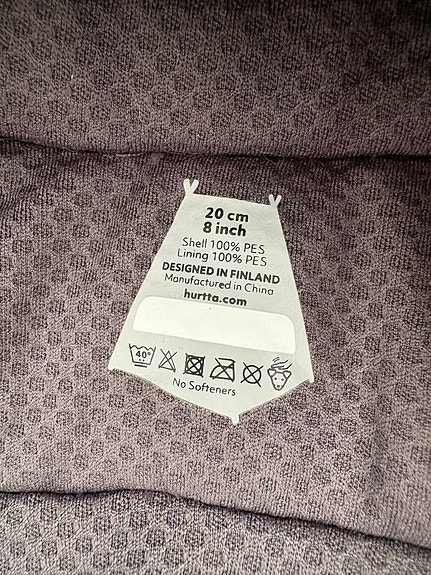 20 cm
8 inch
Shell 100% PES
Lining 100% PES
DESIGNED IN FINLAND
Manufactured in China
hurtta.com
40°
No Softeners